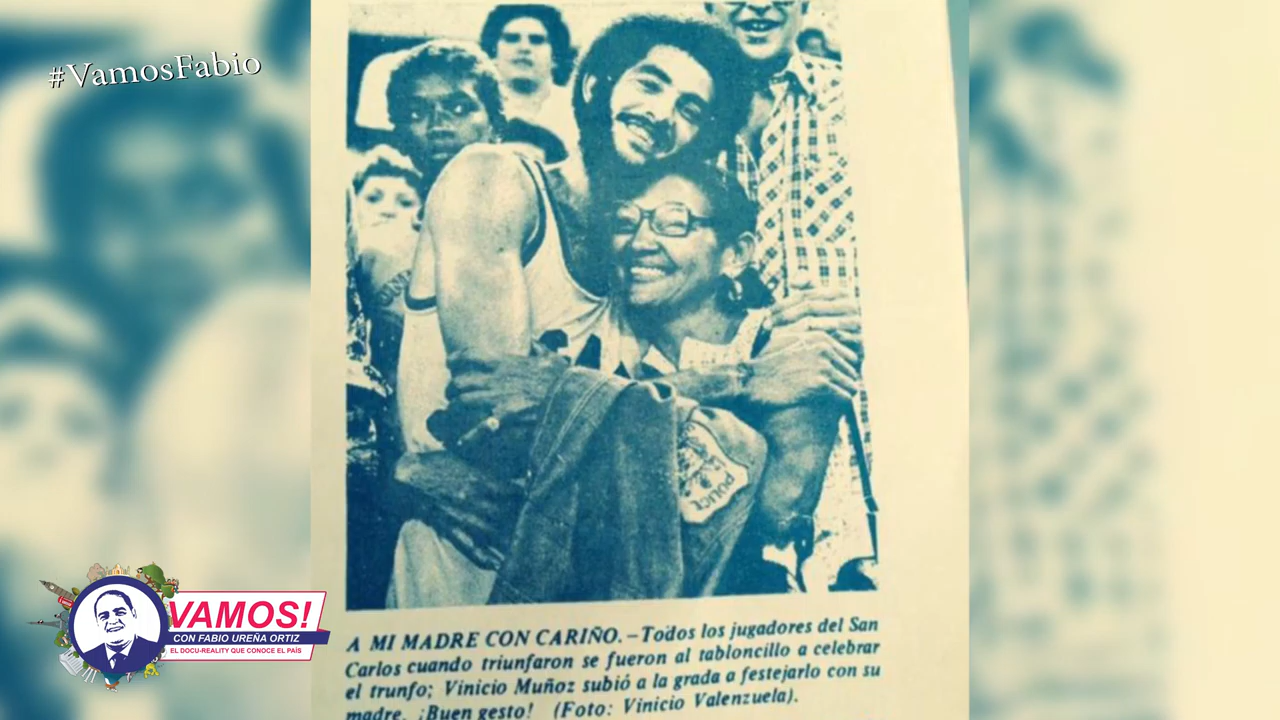 #VamosFabio
POLICE
A MI MADRE CON CARIÑO.—Todos los jugadores del San
Carlos cuando triunfaron se fueron al tabloncillo a celebrar
el trunfo; Vinicio Muñoz subió a la grada a festejarlo con su
madre. ¡Buen gesto! (Foto: Vinicio Valenzuela).
VAMOS!
CON FABIO UREÑA ORTIZ
EL DOCU-REALITY QUE CONOCE EL PAÍS